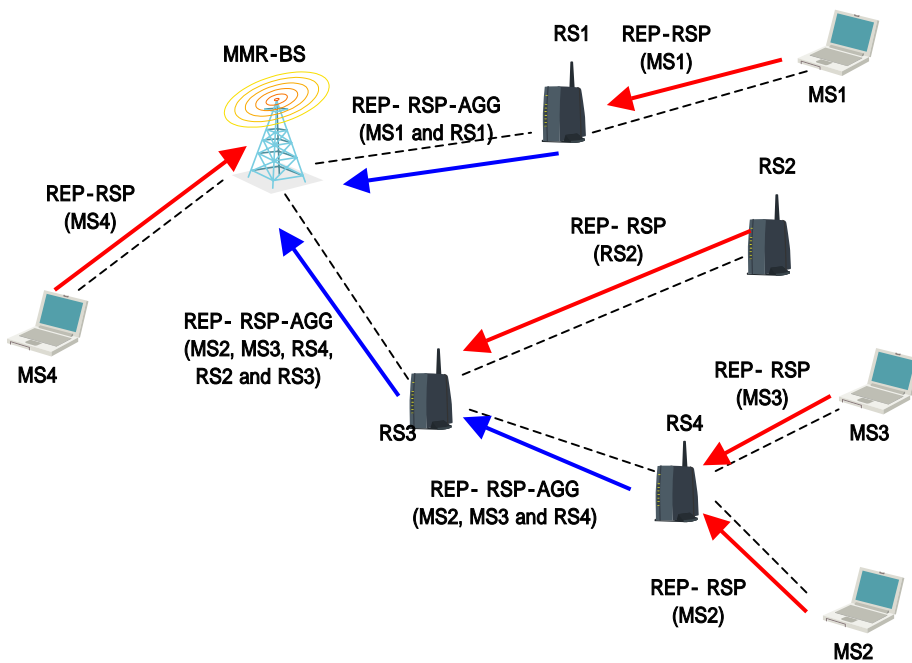 RS1
REP-RSP
(MS1)
MMR-BS
MS1
REP- RSP-AGG
(MS1 and RS1)
RS2
REP-RSP
(MS4)
REP- RSP
(RS2)
REP- RSP-AGG
(MS2, MS3, RS4,
RS2 and RS3)
MS4
REP- RSP
(MS3)
RS3
RS4
MS3
REP- RSP-AGG
(MS2, MS3 and RS4)
REP- RSP
(MS2)
MS2